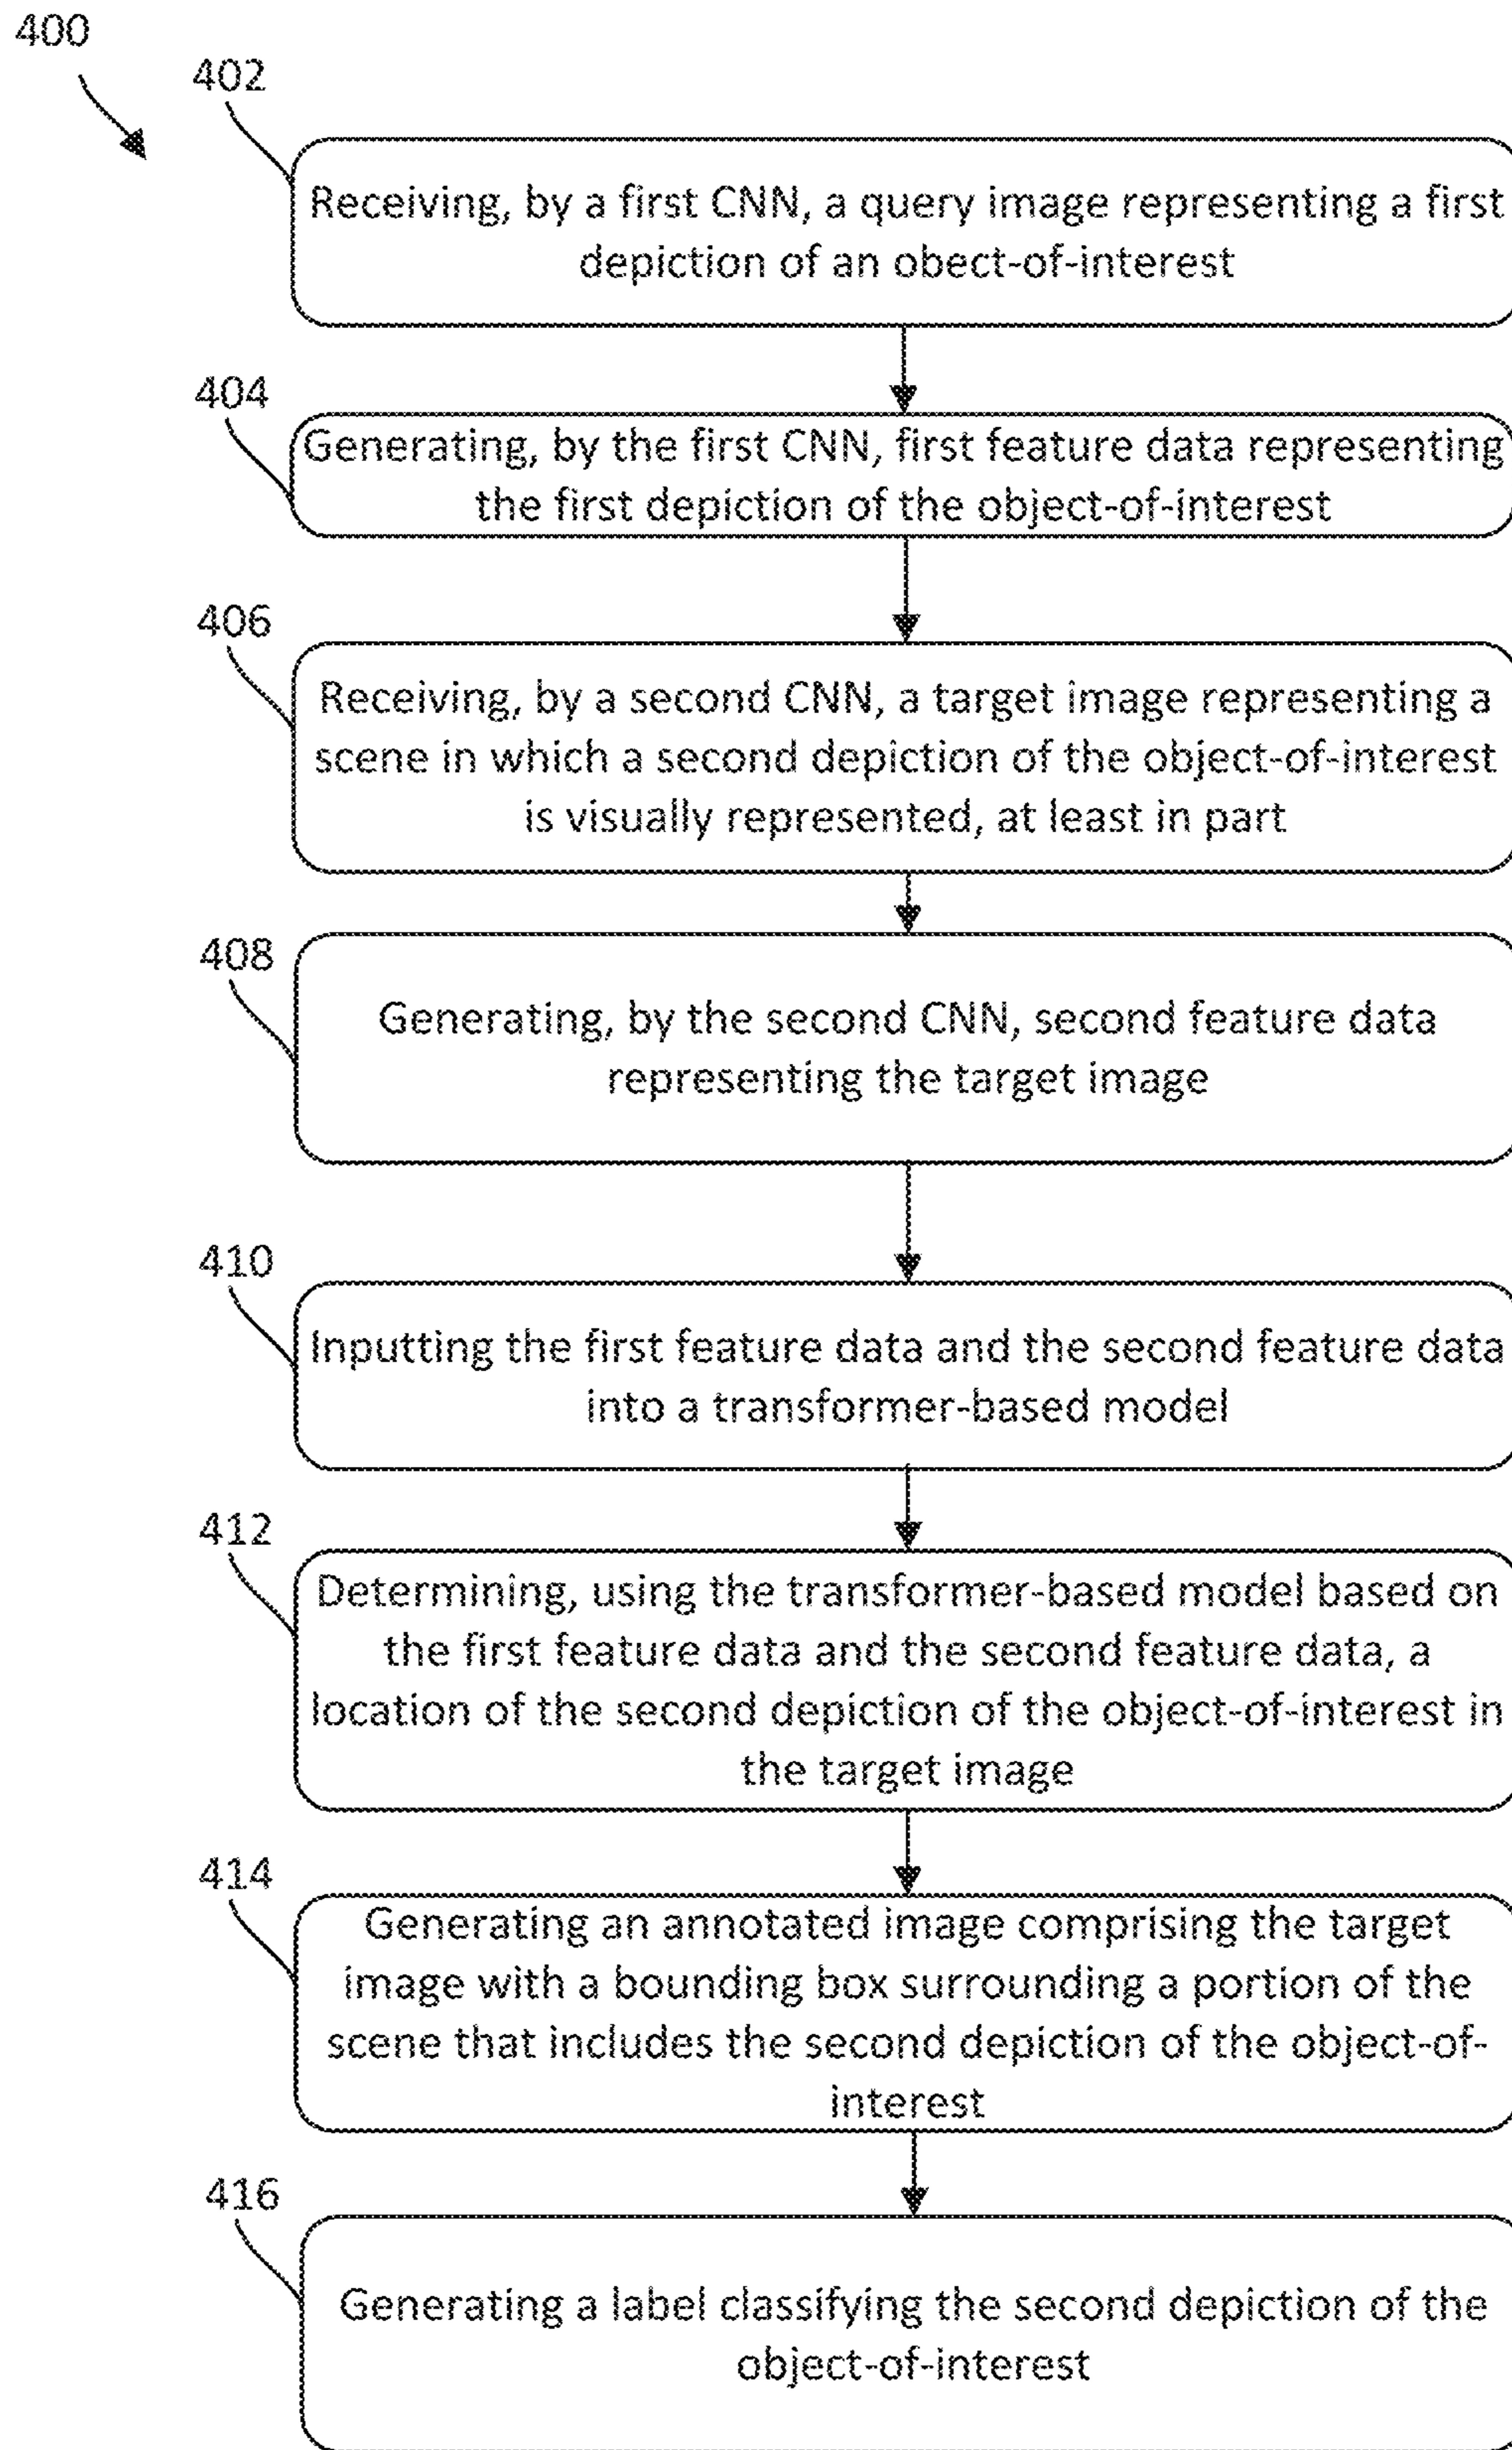 400
402
Receiving, by a first CNN, a query image representing a first
depiction of an obect-of-interest
404
Generating, by the first CNN, first feature data representing
the first depiction of the object-of-interest
406
Receiving, by a second CNN, a target image representing a
scene in which a second depiction of the object-of-interest
is visually represented, at least in part
408
Generating, by the second CNN, second feature data
representing the target image
410
Inputting the first feature data and the second feature data
into a transformer-based model
412
Determining, using the transformer-based model based on
the first feature data and the second feature data, a
location of the second depiction of the object-of-interest in
the target image
414
Generating an annotated image comprising the target
image with a bounding box surrounding a portion of the
scene that includes the second depiction of the object-of-
interest
416
Generating a label classifying the second depiction of the
object-of-interest